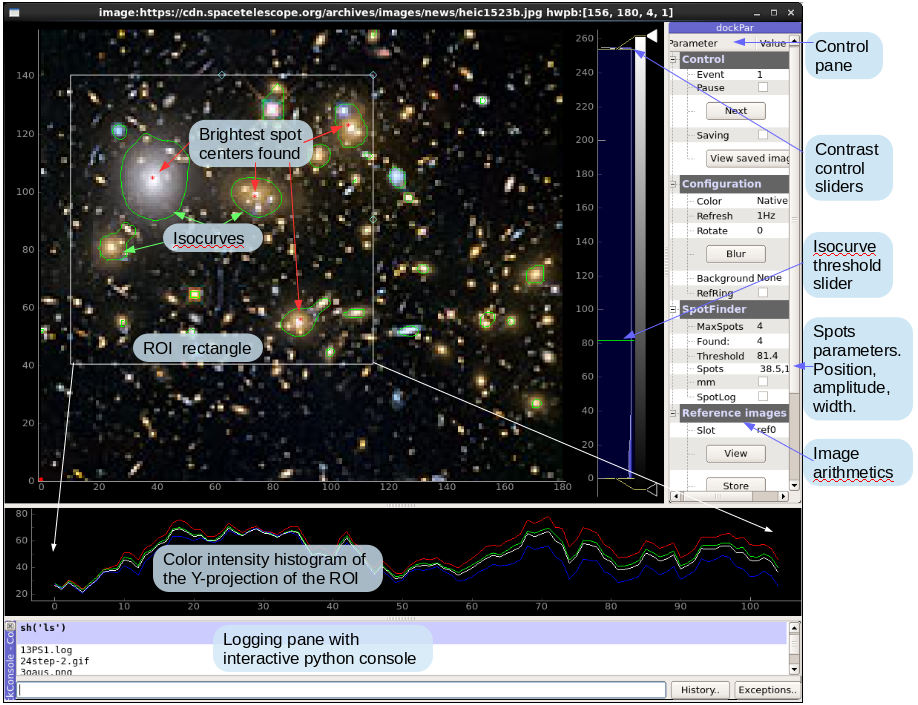 image:https://cdn.spacetelescope.org/archives/images/news/heic1523b.jpg hwpb:[156, 180, 4, 1]
140
120
100
80
60
40
20
0
0
20
40
60
80
100
120
140
160
180
Brightest spot
centers found
Isocurves
ROI rectangle
260
240
220
200
180
160
140
120
100
80
60
40
20
0
dockPar
Parameter Value
Control
Event 1
Pause
Next
Saving
View saved imag
Configuration
Color Native
Refresh 1Hz
Rotate 0
Blur
Background None
RefRing
SpotFinder
MaxSpots 4
Found: 4
Threshold 81.4
Spots 38.5,1
mm
SpotLog
Reference images
Slot ref0
View
Store
Control
pane
Contrast
control
sliders
Isocurve
threshold
slider
Spots
parameters.
Position,
amplitude,
width.
Image
arithmetics
80
60
40
20
0 10 20 30 40 50 60 70 80 90 100
Color intensity histogram of
the Y-projection of the ROI
sh('ls')
13PS1.log
24step-2.gif
3gaus.png
Logging pane with
interactive python console
kConsole - Co
History..
Exceptions..